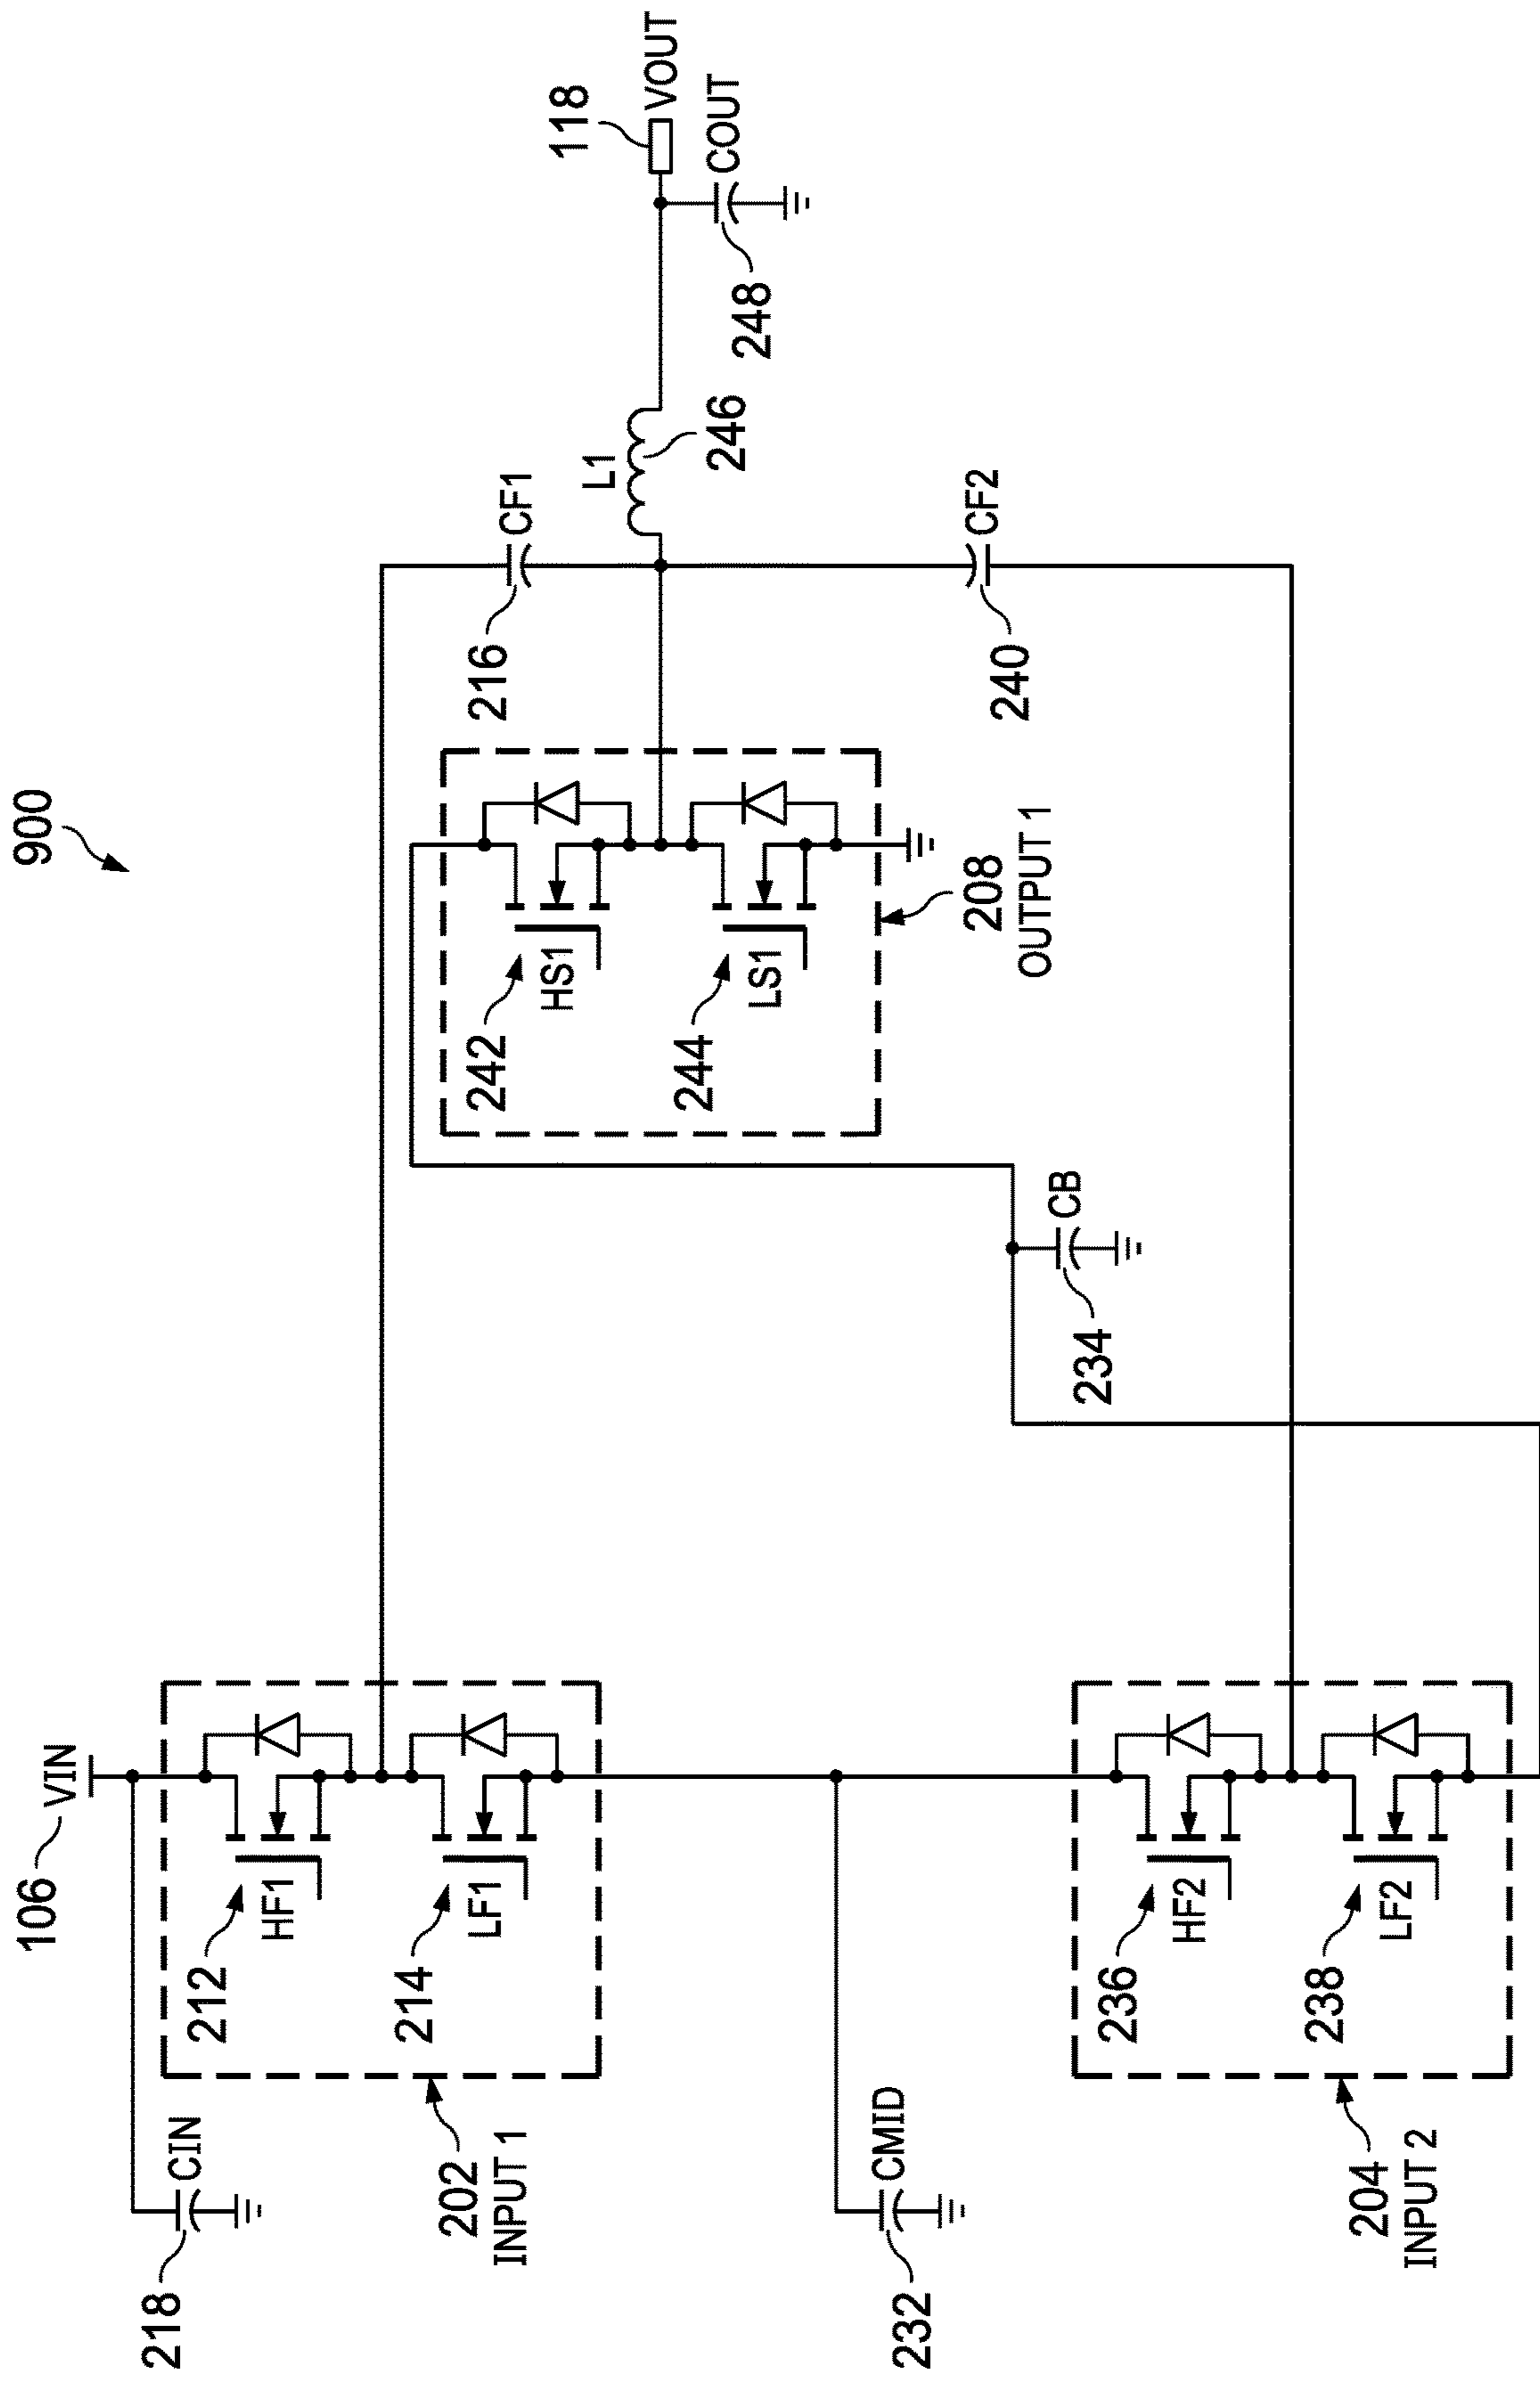 900
106
VIN
218
CIN
212
HF1
214
LF1
202
INPUT 1
232
CMID
236
HF2
238
LF2
204
INPUT 2
242
HS1
244
LS1
208
OUTPUT 1
234
CB
216
CF1
240
CF2
L1
246
118
VOUT
248
COUT